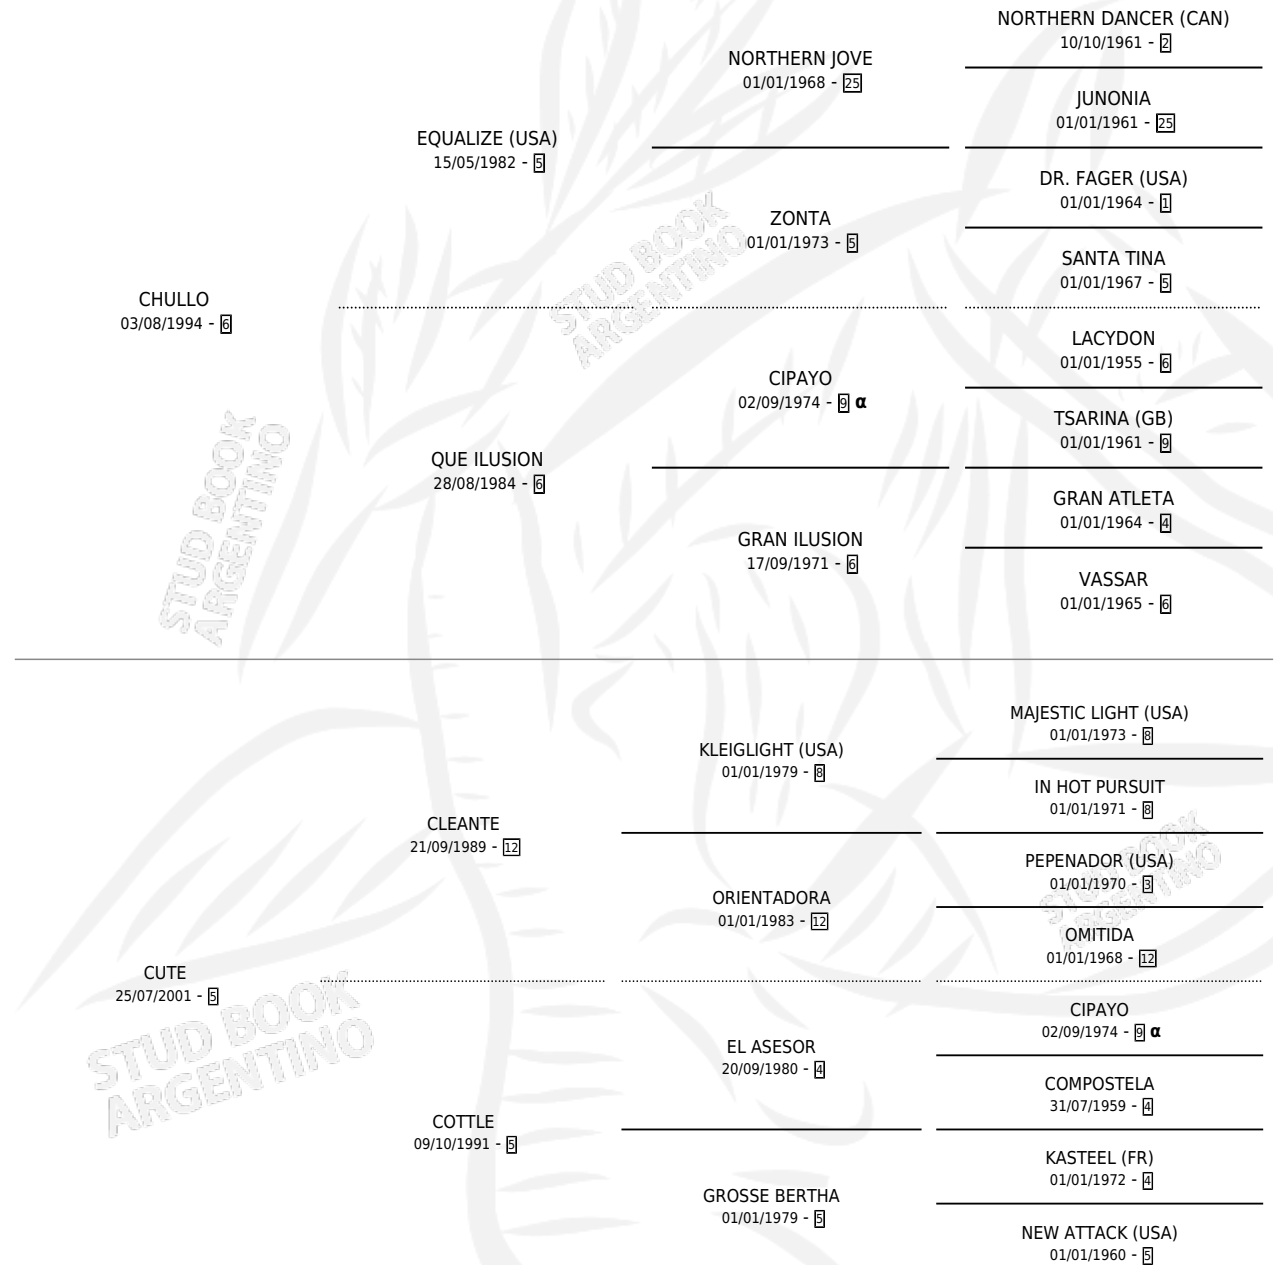 NORTHERN DANCER (CAN)
10/10/1961 - 2
NORTHERN JOVE
01/01/1968 - 25
JUNONIA
01/01/1961 - 25
EQUALIZE (USA)
15/05/1982 - 5
DR. FAGER (USA)
01/01/1964 - 1
ZONTA
01/01/1973 - 5
SANTA TINA
01/01/1967 - 5
STUD BOOK
ARGENTINO
CHULLO
03/08/1994 - 6
LACYDON
01/01/1955 - 6
CIPAYO
02/09/1974 - 9 α
TSARINA (GB)
01/01/1961 - 9
QUE ILUSION
28/08/1984 - 6
GRAN ATLETA
01/01/1964 - 4
GRAN ILUSION
17/09/1971 - 6
VASSAR
01/01/1965 - 6
STUD BOOK
ARGENTINO
MAJESTIC LIGHT (USA)
01/01/1973 - 8
KLEIGLIGHT (USA)
01/01/1979 - 8
IN HOT PURSUIT
01/01/1971 - 8
CLEANTE
21/09/1989 - 12
PEPENADOR (USA)
01/01/1970 - 3
ORIENTADORA
01/01/1983 - 12
OMITIDA
01/01/1968 - 12
STUD BOOK
ARGENTINO
CUTE
25/07/2001 - 5
CIPAYO
02/09/1974 - 9 α
EL ASESOR
20/09/1980 - 4
COMPOSTELA
31/07/1959 - 4
STUD BOOK
ARGENTINO
COTTLE
09/10/1991 - 5
KASTEEL (FR)
01/01/1972 - 4
GROSSE BERTHA
01/01/1979 - 5
NEW ATTACK (USA)
01/01/1960 - 5